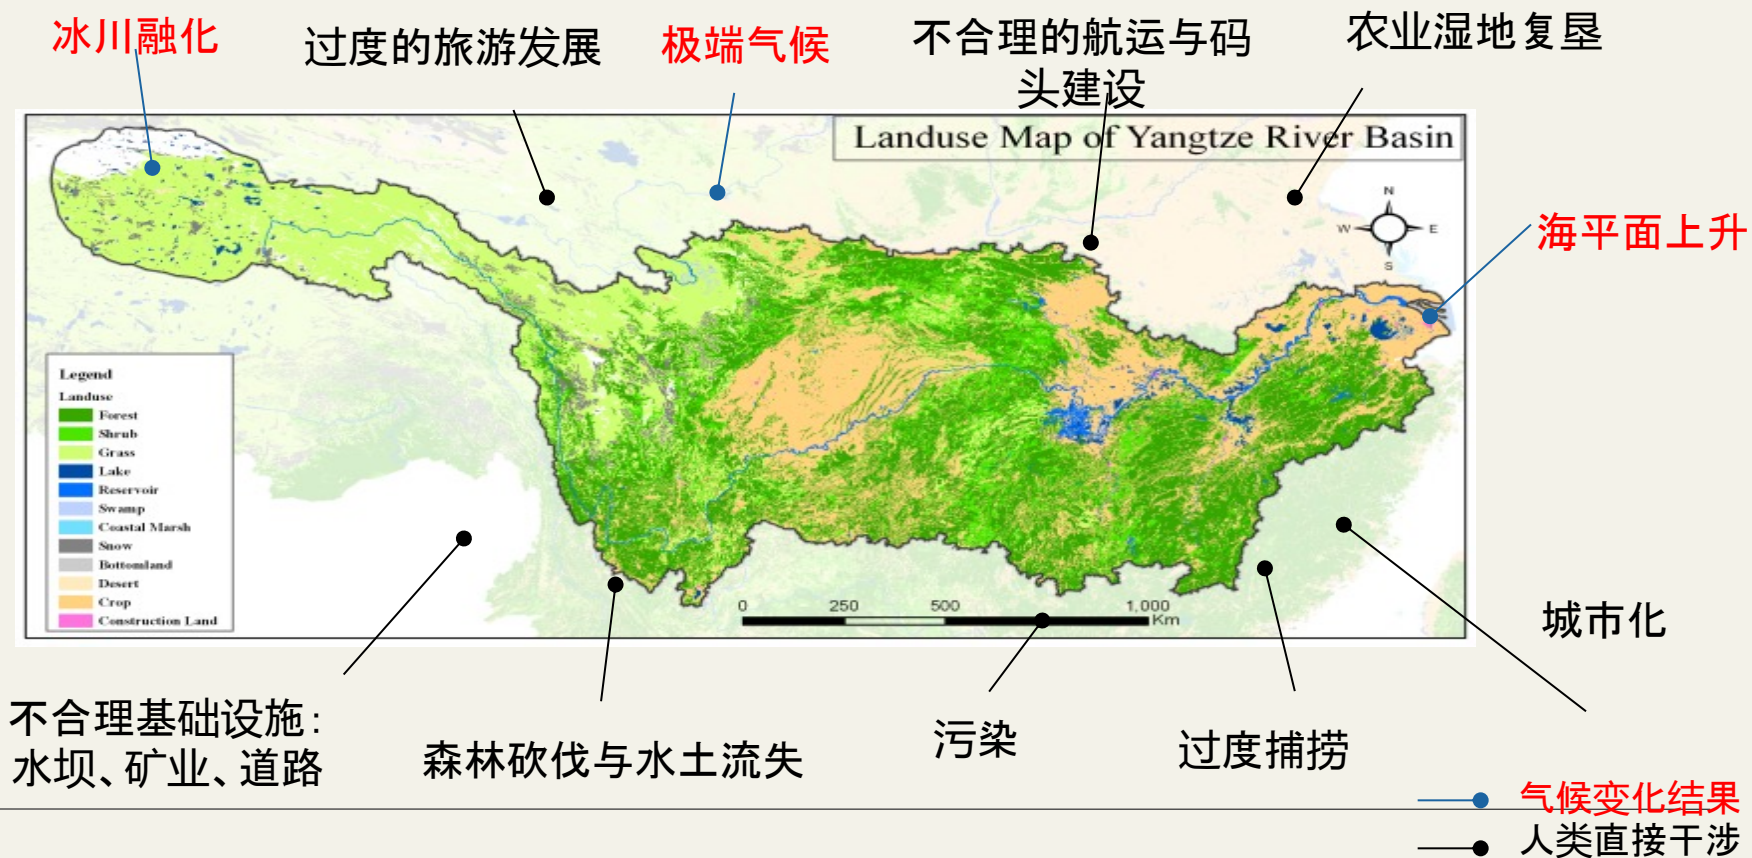 冰川融化
过度的旅游发展
极端气候
不合理的航运与码
头建设
农业湿地复垦
Landuse Map of Yangtze River Basin
N
W
E
S
海平面上升
Legend
Landuse
Forest
Shrub
Grass
Lake
Reservoir
Swamp
Coastal Marsh
Snow
Bottomland
Desert
Crop
Construction Land
0 250 500 1,000
Km
城市化
不合理基础设施:
水坝、矿业、道路
森林砍伐与水土流失
污染
过度捕捞
气候变化结果
人类直接干涉